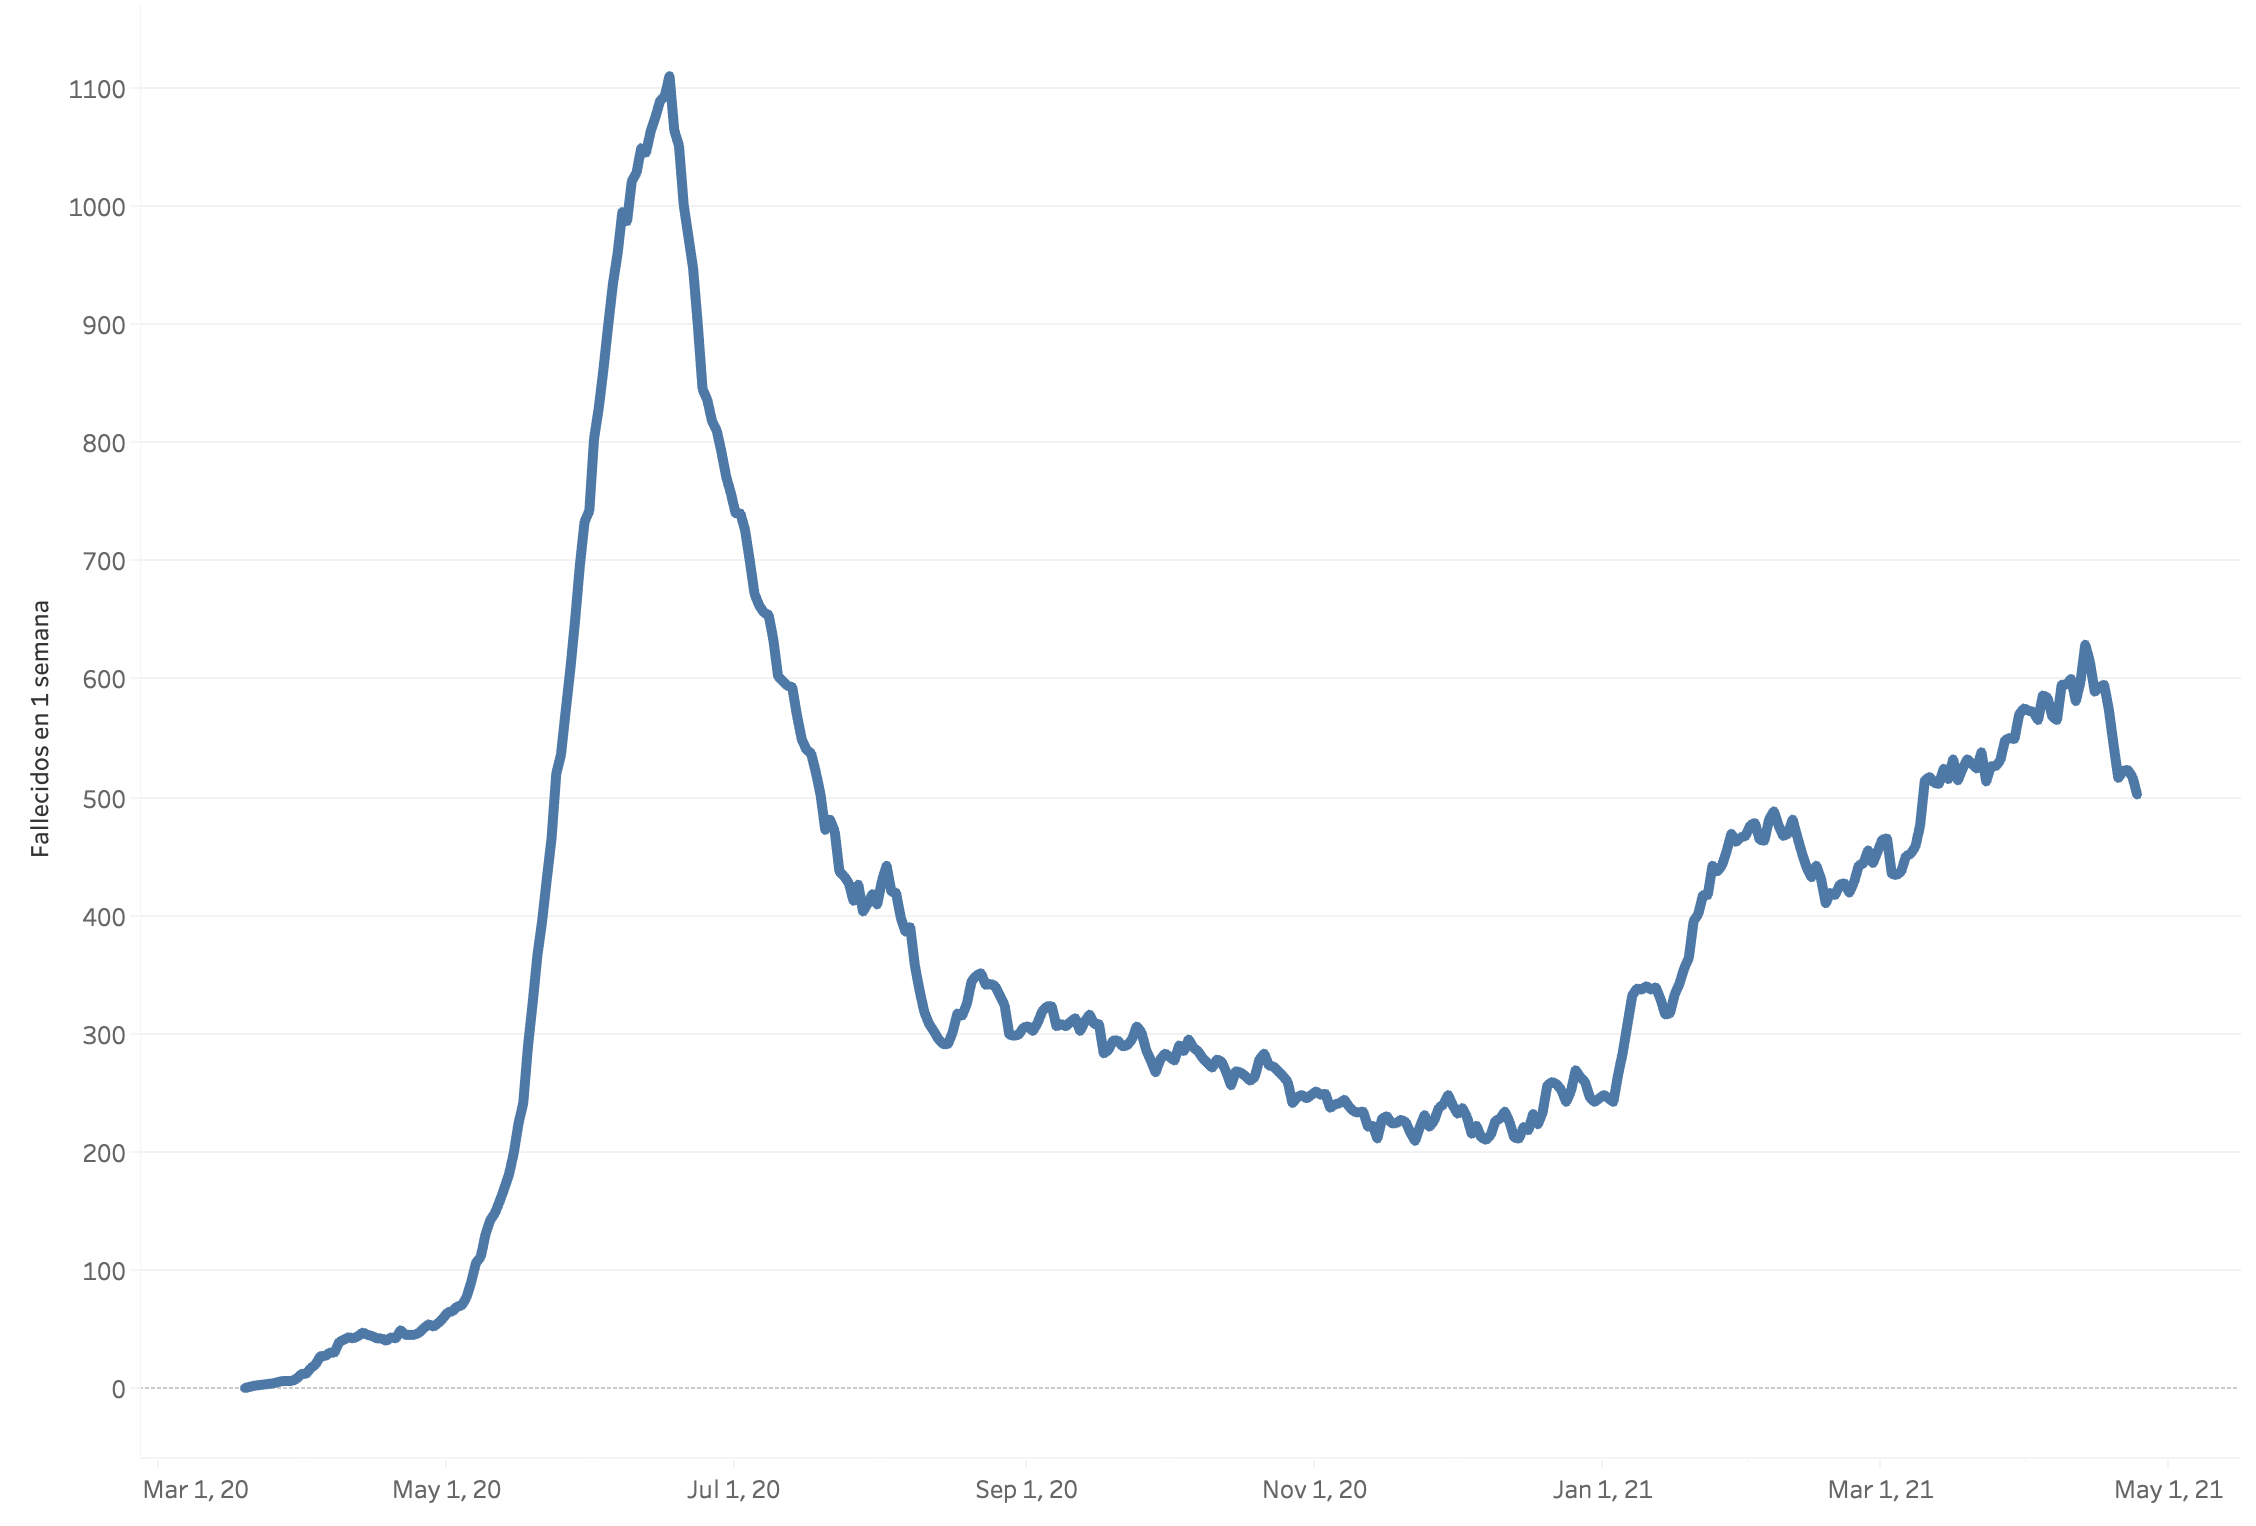 1100
1000
900
800
700
600
500
400
300
200
100
0
Fallecidos en 1 semana
Mar 1, 20
May 1, 20
Jul 1, 20
Sep 1, 20
Nov 1, 20
Jan 1, 21
Mar 1, 21
May 1, 21